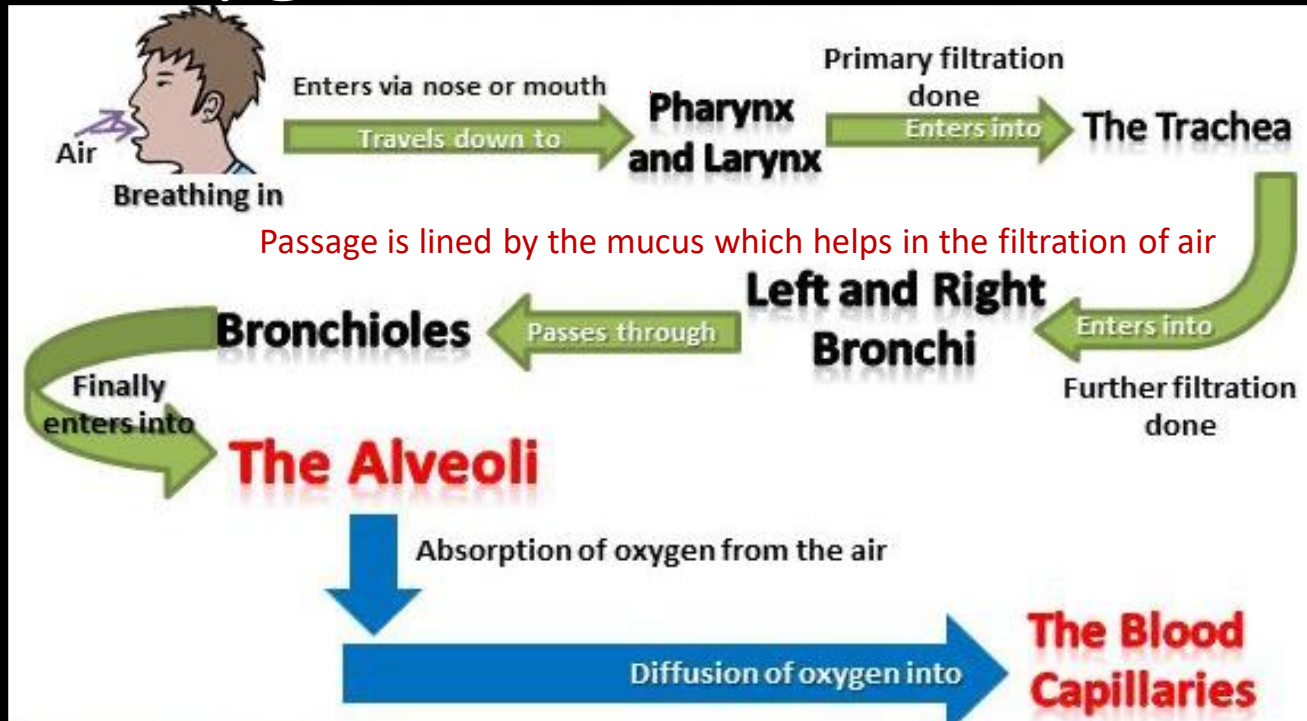 Enters via nose or mouth
Travels down to
Air
Breathing in
Pharynx
and Larynx
Primary filtration
done
Enters into
The Trachea
Passage is lined by the mucus which helps in the filtration of air
Enters into
Further filtration
done
Left and Right
Bronchi
Passes through
Bronchioles
Finally
enters into
The Alveoli
Absorption of oxygen from the air
Diffusion of oxygen into
The Blood
Capillaries